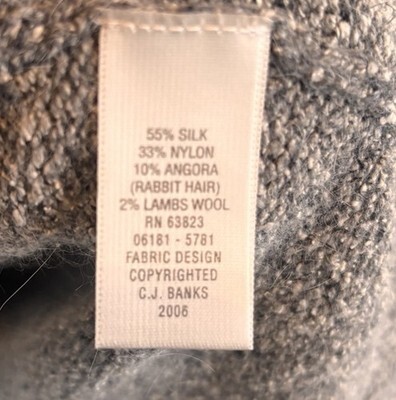 55% SILK
33% NYLON
10% ANGORA
(RABBIT HAIR)
2% LAMBS WOOL
RN 63823
06181 - 5781
FABRIC DESIGN
COPYRIGHTED
C.J. BANKS
2006